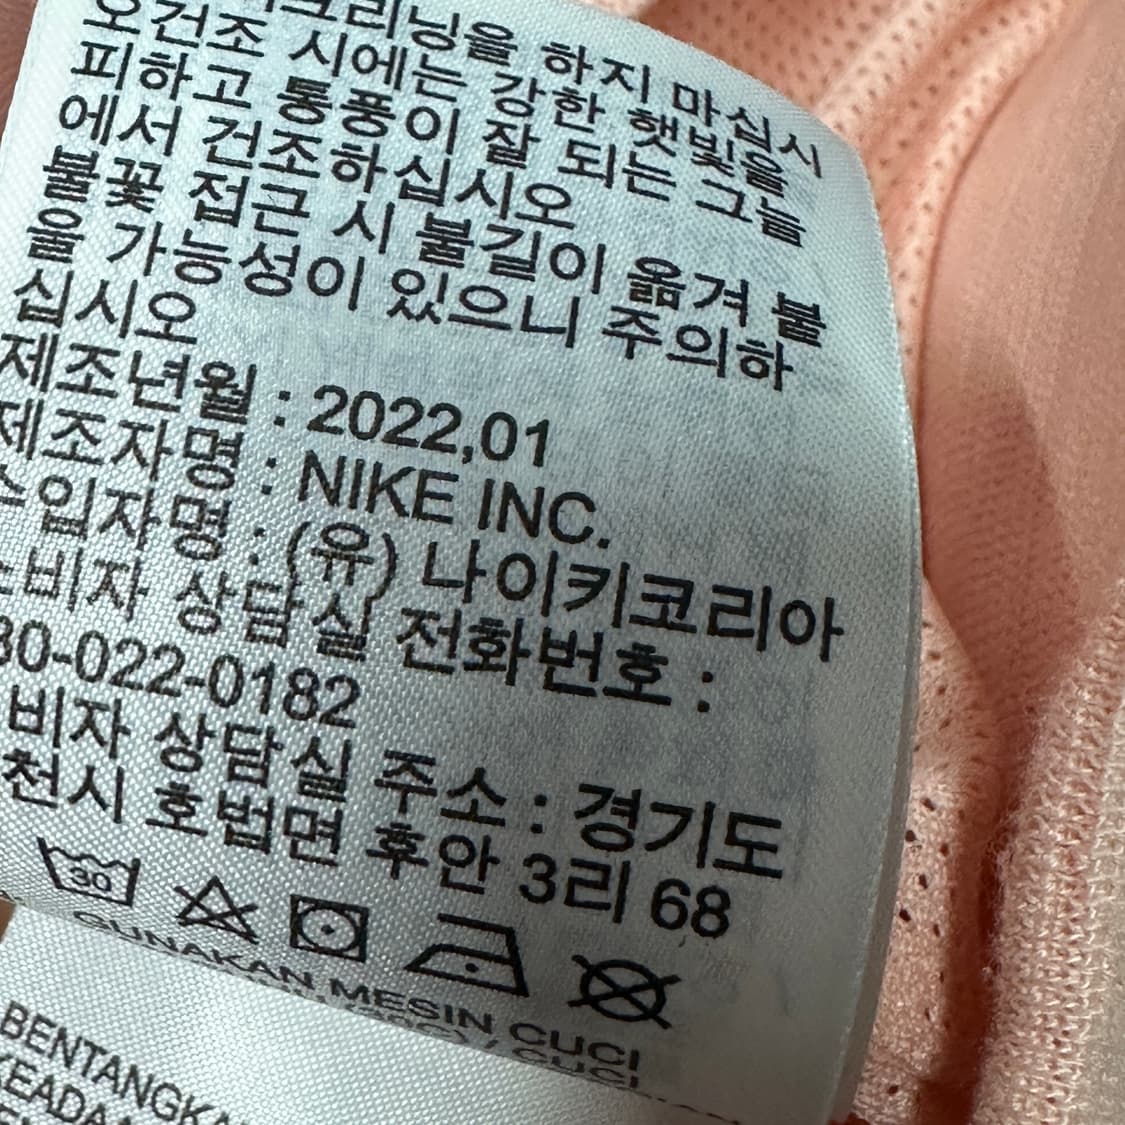 크리닝을 하지 마십시
오건조 시에는 강한 햇빛을
피하고 통풍이 잘 되는 그늘
에서 건조하십시오
불꽃 접근 시 불길이 옮겨 붙
을 가능성이 있으니 주의하
십시오
제조년월 : 2022,01
제조자명 : NIKE INC.
수입자명 : (유) 나이키코리아
소비자 상담실 전화번호 :
80-022-0182
비자 상담실 주소 : 경기도
천시 호법면 후안 3리 68
30
GUNAKAN MESIN CUCI
/ CUCI
BENTANGKA
KEADA